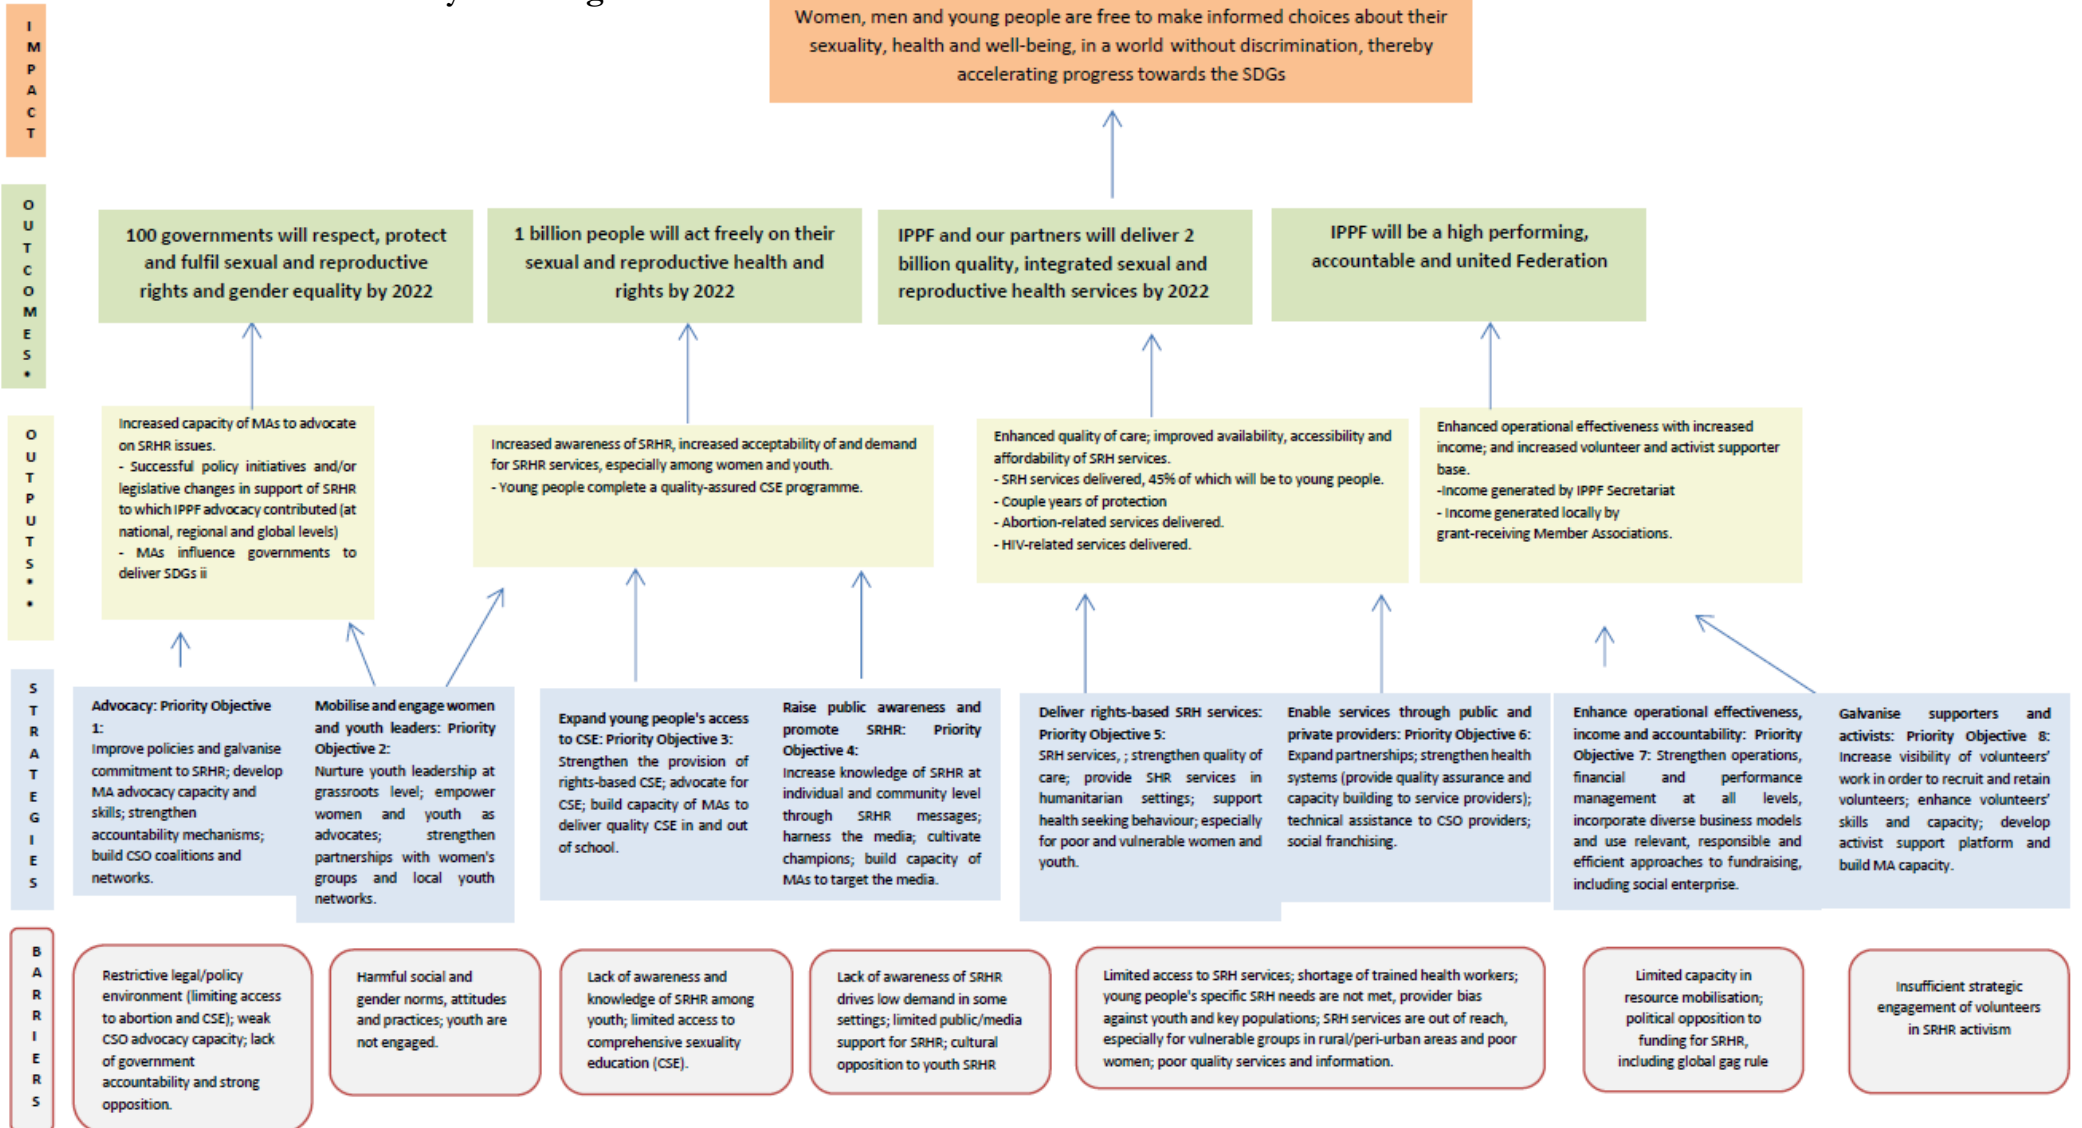 I
M
P
A
C
T
Women, men and young people are free to make informed choices about their
sexuality, health and well-being, in a world without discrimination, thereby
accelerating progress towards the SDGs
O
U
T
C
O
M
E
S
*
100 governments will respect, protect
and fulfil sexual and reproductive
rights and gender equality by 2022
1 billion people will act freely on their
sexual and reproductive health and
rights by 2022
IPPF and our partners will deliver 2
billion quality, integrated sexual and
reproductive health services by 2022
IPPF will be a high performing,
accountable and united Federation
O
U
T
P
U
T
S
*
*
Increased capacity of MAs to advocate
on SRHR issues.
- Successful policy initiatives and/or
legislative changes in support of SRHR
to which IPPF advocacy contributed (at
national, regional and global levels)
- MAs influence governments to
deliver SDGs ii
Increased awareness of SRHR, increased acceptability of and demand
for SRHR services, especially among women and youth.
- Young people complete a quality-assured CSE programme.
Enhanced quality of care; improved availability, accessibility and
affordability of SRH services.
- SRH services delivered, 45% of which will be to young people.
- Couple years of protection
- Abortion-related services delivered.
- HIV-related services delivered.
Enhanced operational effectiveness with increased
income; and increased volunteer and activist supporter
base.
-Income generated by IPPF Secretariat
- Income generated locally by
grant-receiving Member Associations.
S
T
R
A
T
E
G
I
E
S
Advocacy: Priority Objective
1:
Improve policies and galvanise
commitment to SRHR; develop
MA advocacy capacity and
skills; strengthen
accountability mechanisms;
build CSO coalitions and
networks.
Mobilise and engage women
and youth leaders: Priority
Objective 2:
Nurture youth leadership at
grassroots level; empower
women and youth as
advocates; strengthen
partnerships with women's
groups and local youth
networks.
Expand young people's access
to CSE: Priority Objective 3:
Strengthen the provision of
rights-based CSE; advocate for
CSE; build capacity of MAs to
deliver quality CSE in and out
of school.
Raise public awareness and
promote SRHR: Priority
Objective 4:
Increase knowledge of SRHR at
individual and community level
through SRHR messages;
harness the media; cultivate
champions; build capacity of
MAs to target the media.
Deliver rights-based SRH services:
Priority Objective 5:
SRH services, ; strengthen quality of
care; provide SHR services in
humanitarian settings; support
health seeking behaviour; especially
for poor and vulnerable women and
youth.
Enable services through public and
private providers: Priority Objective 6:
Expand partnerships; strengthen health
systems (provide quality assurance and
capacity building to service providers);
technical assistance to CSO providers;
social franchising.
Enhance operational effectiveness,
income and accountability: Priority
Objective 7: Strengthen operations,
financial and performance
management at all levels,
incorporate diverse business models
and use relevant, responsible and
efficient approaches to fundraising,
including social enterprise.
Galvanise supporters and
activists: Priority Objective 8:
Increase visibility of volunteers'
work in order to recruit and retain
volunteers; enhance volunteers'
skills and capacity; develop
activist support platform and
build MA capacity.
B
A
R
R
I
E
R
S
Restrictive legal/policy
environment (limiting access
to abortion and CSE); weak
CSO advocacy capacity; lack
of government
accountability and strong
opposition.
Harmful social and
gender norms, attitudes
and practices; youth are
not engaged.
Lack of awareness and
knowledge of SRHR among
youth; limited access to
comprehensive sexuality
education (CSE).
Lack of awareness of SRHR
drives low demand in some
settings; limited public/media
support for SRHR; cultural
opposition to youth SRHR
Limited access to SRH services; shortage of trained health workers;
young people's specific SRH needs are not met, provider bias
against youth and key populations; SRH services are out of reach,
especially for vulnerable groups in rural/peri-urban areas and poor
women; poor quality services and information.
Limited capacity in
resource mobilisation;
political opposition to
funding for SRHR,
including global gag rule
Insufficient strategic
engagement of volunteers
in SRHR activism